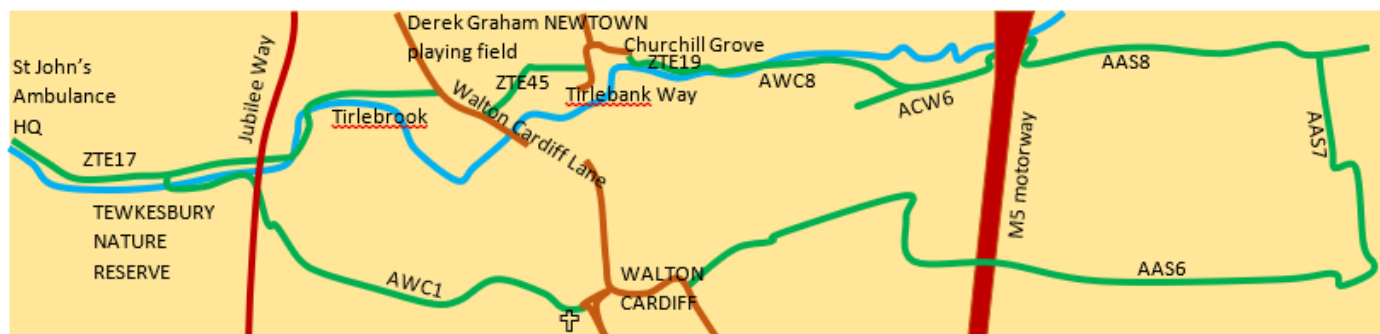 Derek Graham NEWTOWN
playing field
Churchill Grove
ZTE19
St John's
Ambulance
HQ
Jubilee Way
ZTE45
Tirlebank Way
AWC8
AAS8
ACW6
Tirlebrook
Walton Cardiff Lane
AAS7
ZTE17
M5 motorway
TEWKESBURY
NATURE
RESERVE
AWC1
WALTON
CARDIFF
AAS6